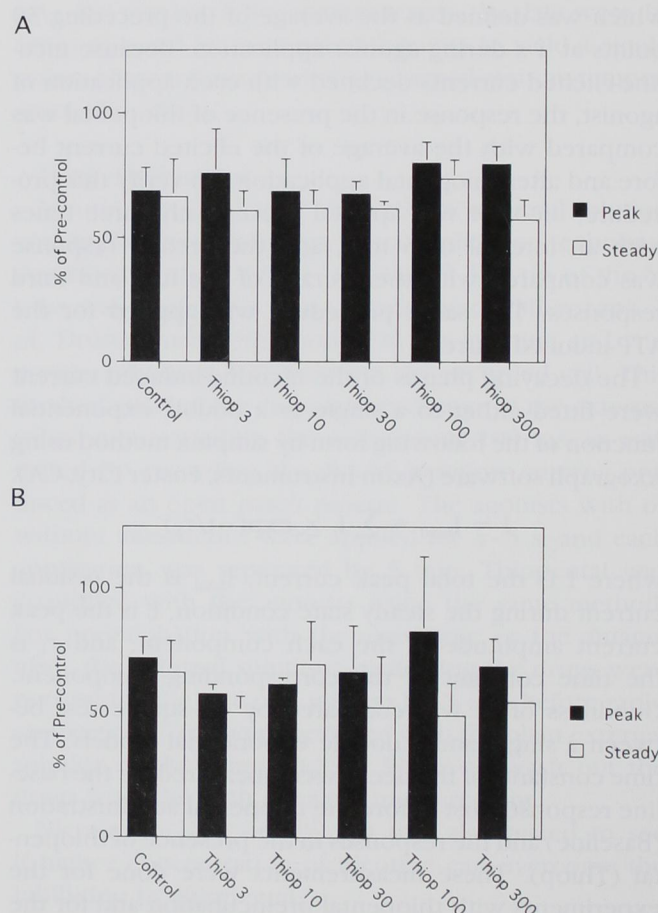 A
100
50
0
% of Pre-control
Peak
Steady
Control
Thiop 3
Thiop 10
Thiop 30
Thiop 100
Thiop 300
B
100
50
0
% of Pre-control
Peak
Steady
Control
Thiop 3
Thiop 10
Thiop 30
Thiop 100
Thiop 300